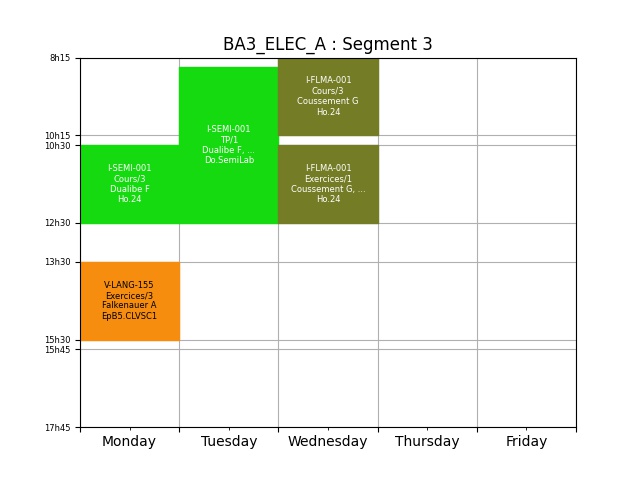 BA3_ELEC_A : Segment 3
8h15
10h15
10h30
12h30
13h30
15h30
15h45
17h45
I-SEMI-001
Cours/3
Dualibe F
Ho.24
V-LANG-155
Exercices/3
Falkenauer A
EpB5.CLVSC1
I-SEMI-001
TP/1
Dualibe F, ...
Do.SemiLab
I-FLMA-001
Cours/3
Coussement G
Ho.24
I-FLMA-001
Exercices/1
Coussement G, ...
Ho.24
Monday
Tuesday
Wednesday
Thursday
Friday